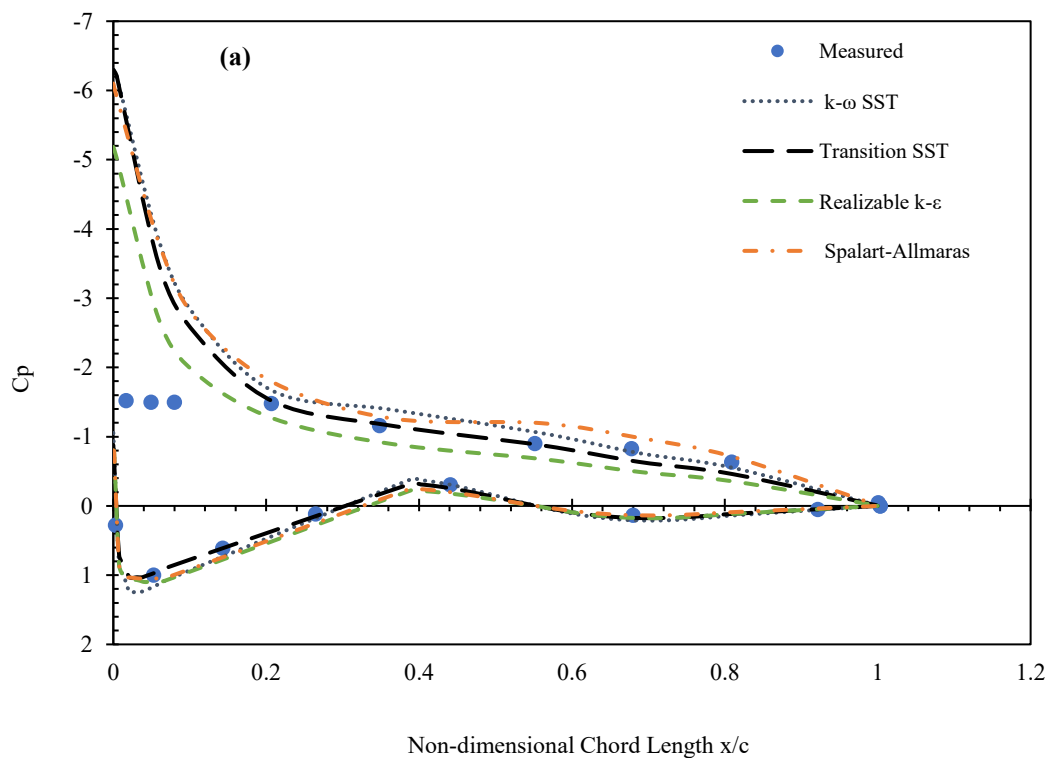 -7
-6
-5
-4
-3
-2
-1
0
1
2
Cp
(a)
Measured
k-ω SST
Transition SST
Realizable k-ε
Spalart-Allmaras
0 0.2 0.4 0.6 0.8 1 1.2
Non-dimensional Chord Length x/c